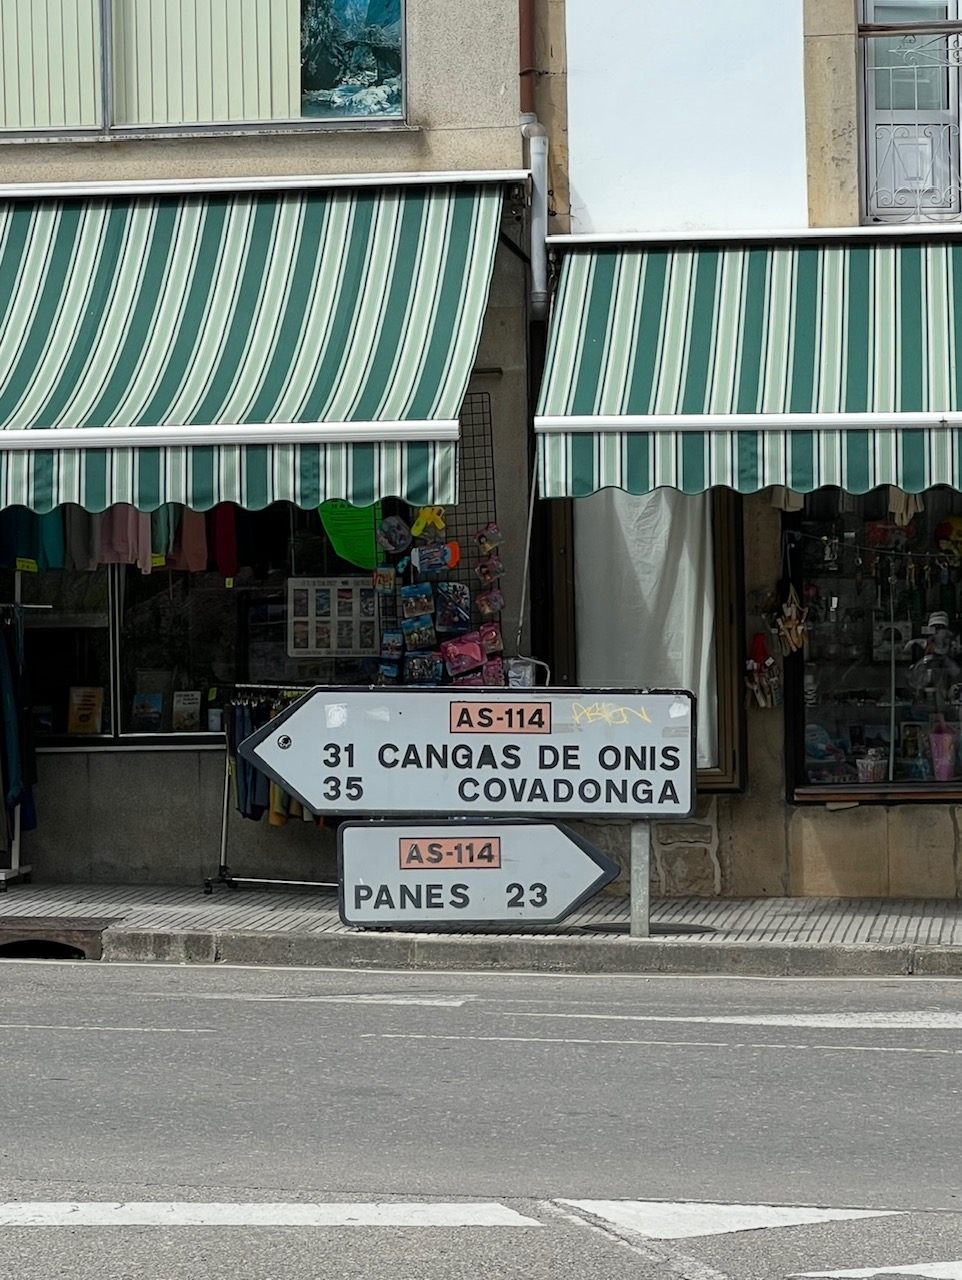 AS-114
31 CANGAS DE ONIS
35 COVADONGA
AS-114
PANES 23